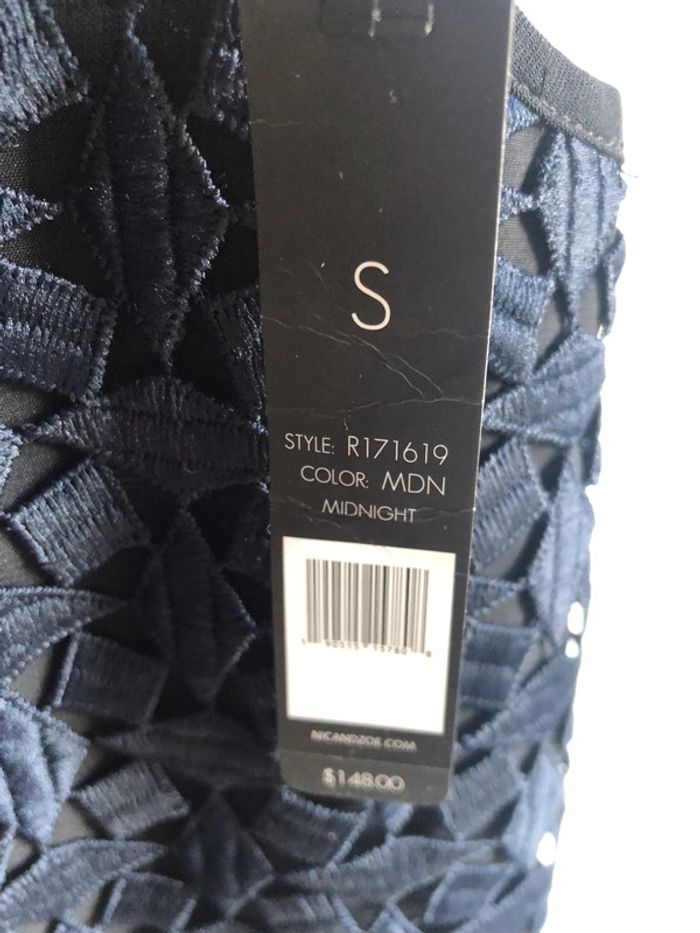 S
STYLE: R171619
COLOR: MDN
MIDNIGHT
NICANDZOE.COM
$148.00